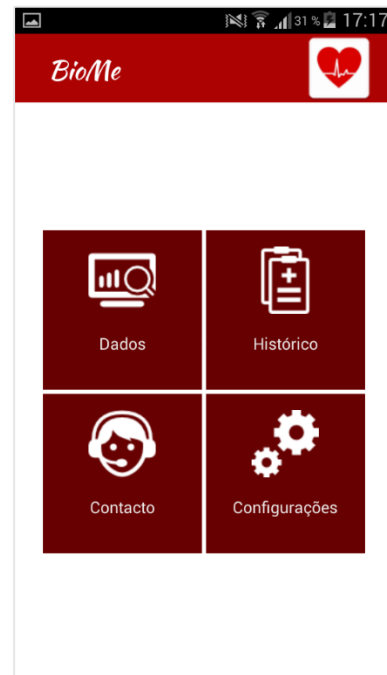 31 % 17:17
BioMe
Dados
Histórico
Contacto
Configurações